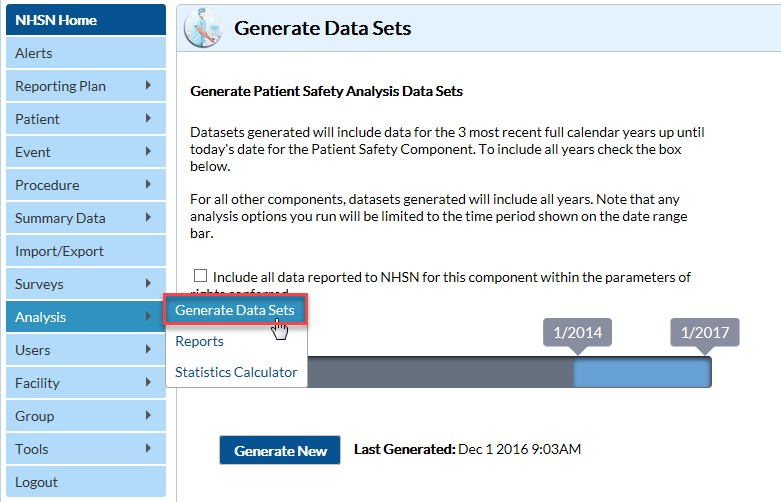 NHSN Home
Alerts
Reporting Plan
Patient
Event
Procedure
Summary Data
Import/Export
Surveys
Analysis
Users
Facility
Group
Tools
Logout
Generate Data Sets
Generate Patient Safety Analysis Data Sets
Datasets generated will include data for the 3 most recent full calendar years up until
today's date for the Patient Safety Component. To include all years check the box
below.
For all other components, datasets generated will include all years. Note that any
analysis options you run will be limited to the time period shown on the date range
bar.
Include all data reported to NHSN for this component within the parameters of
rights conferred
Generate Data Sets
Reports
Statistics Calculator
1/2014
1/2017
Generate New
Last Generated: Dec 1 2016 9:03AM